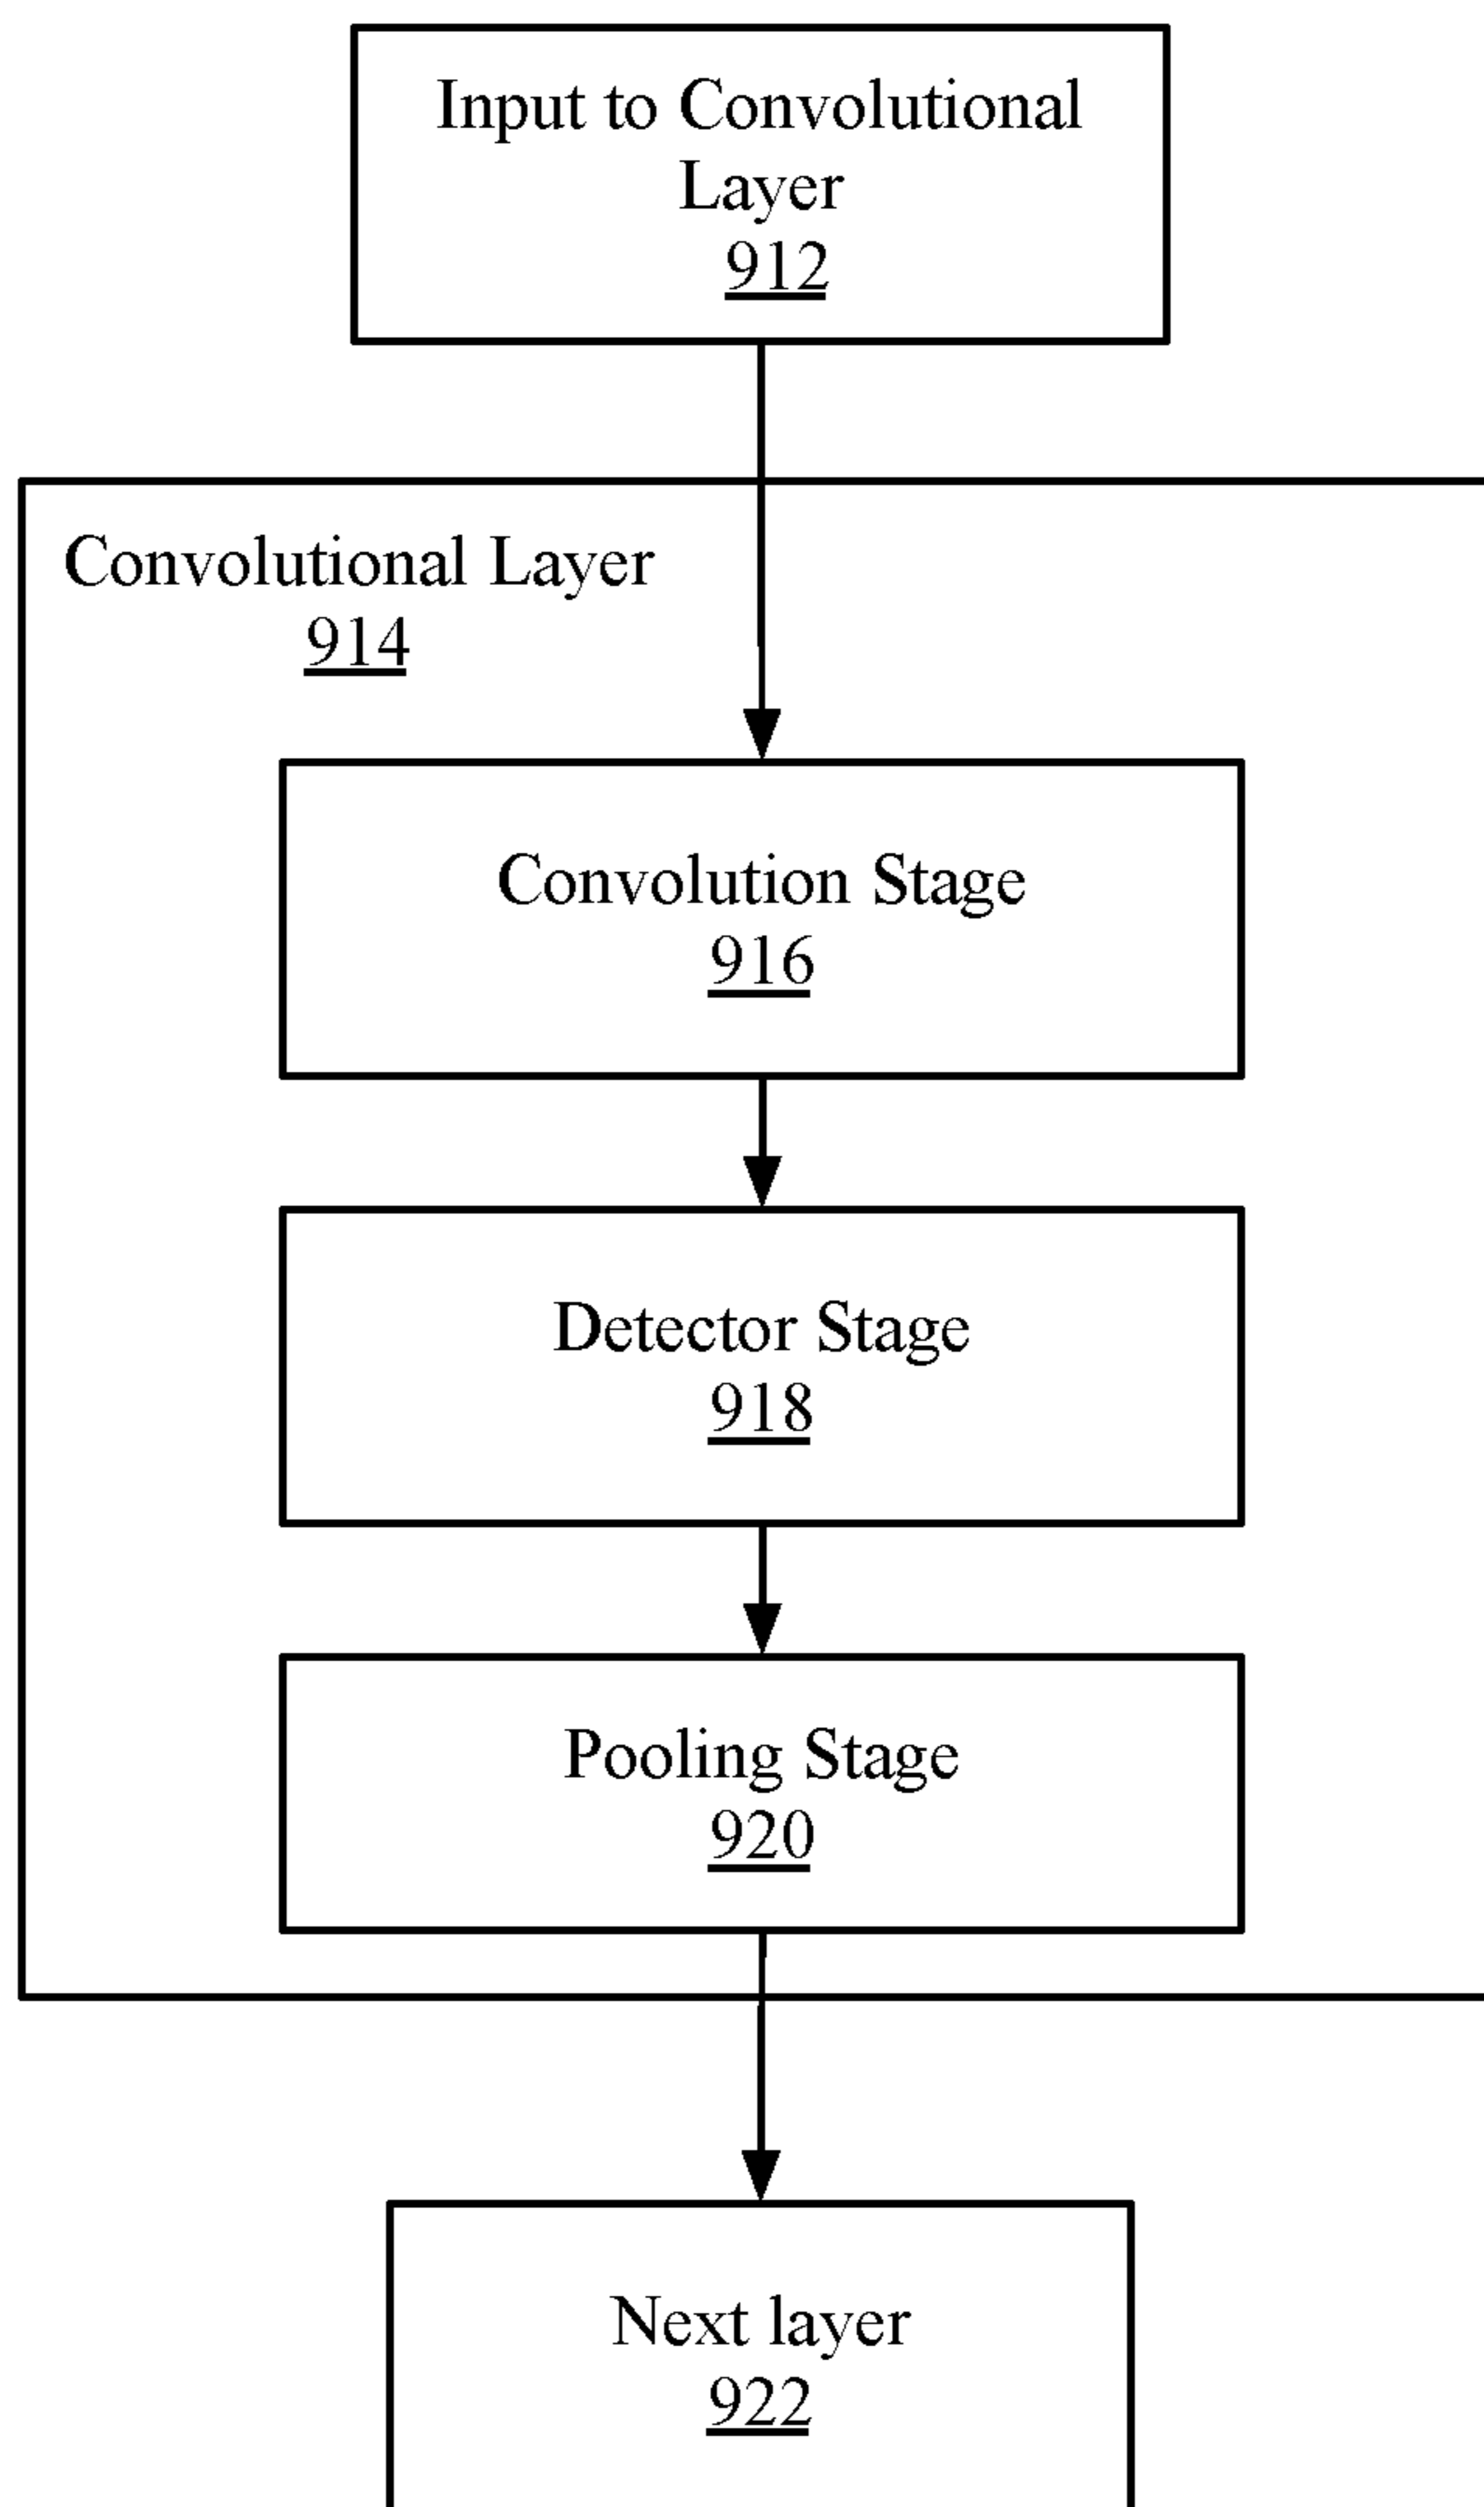 Input to Convolutional
Layer
912
Convolutional Layer
914
Convolution Stage
916
Detector Stage
918
Pooling Stage
920
Next layer
922